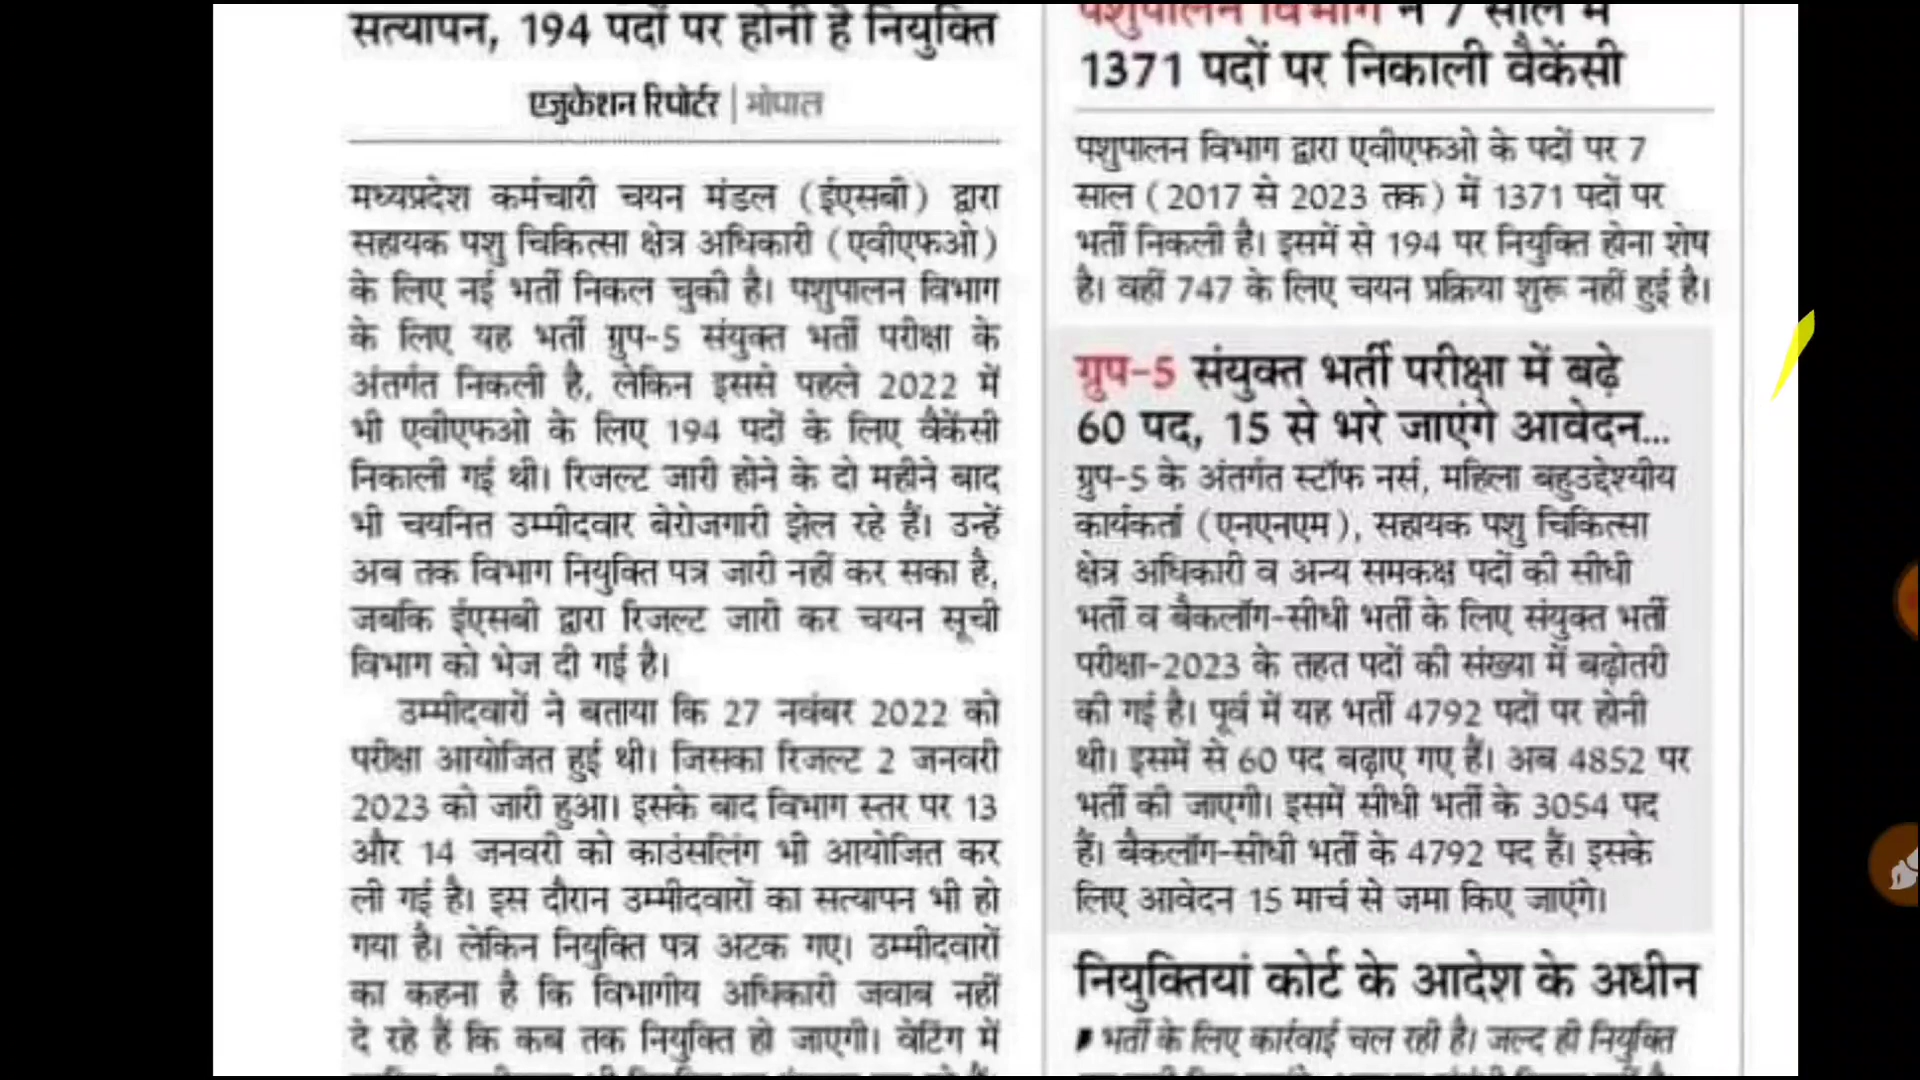 सत्यापन, 194 पदों पर होनी है नियुक्ति
एजुकेशन रिपोर्टर | भोपाल
मध्यप्रदेश कर्मचारी चयन मंडल (ईएसबी) द्वारा
सहायक पशु चिकित्सा क्षेत्र अधिकारी (एवीएफओ)
के लिए नई भर्ती निकल चुकी है। पशुपालन विभाग
के लिए यह भर्ती ग्रुप-5 संयुक्त भर्ती परीक्षा के
अंतर्गत निकली है, लेकिन इससे पहले 2022 में
भी एवीएफओ के लिए 194 पदों के लिए वैकेंसी
निकाली गई थी। रिजल्ट जारी होने के दो महीने बाद
भी चयनित उम्मीदवार बेरोजगारी झेल रहे हैं। उन्हें
अब तक विभाग नियुक्ति पत्र जारी नहीं कर सका है,
जबकि ईएसबी द्वारा रिजल्ट जारी कर चयन सूची
विभाग को भेज दी गई है।
उम्मीदवारों ने बताया कि 27 नवंबर 2022 को
परीक्षा आयोजित हुई थी। जिसका रिजल्ट 2 जनवरी
2023 को जारी हुआ। इसके बाद विभाग स्तर पर 13
और 14 जनवरी को काउंसलिंग भी आयोजित कर
ली गई है। इस दौरान उम्मीदवारों का सत्यापन भी हो
गया है। लेकिन नियुक्ति पत्र अटक गए। उम्मीदवारों
का कहना है कि विभागीय अधिकारी जवाब नहीं
दे रहे हैं कि कब तक नियुक्ति हो जाएगी। वेटिंग में
पशुपालन विभाग ने 7 साल में
1371 पदों पर निकाली वैकेंसी
पशुपालन विभाग द्वारा एवीएफओ के पदों पर 7
साल (2017 से 2023 तक) में 1371 पदों पर
भर्ती निकली है। इसमें से 194 पर नियुक्ति होना शेष
है। वहीं 747 के लिए चयन प्रक्रिया शुरू नहीं हुई है।
ग्रुप-5 संयुक्त भर्ती परीक्षा में बढ़े
60 पद, 15 से भरे जाएंगे आवेदन...
ग्रुप-5 के अंतर्गत स्टॉफ नर्स, महिला बहुउद्देश्यीय
कार्यकर्ता (एनएनएम), सहायक पशु चिकित्सा
क्षेत्र अधिकारी व अन्य समकक्ष पदों की सीधी
भर्ती व बैकलॉग-सीधी भर्ती के लिए संयुक्त भर्ती
परीक्षा-2023 के तहत पदों की संख्या में बढ़ोतरी
की गई है। पूर्व में यह भर्ती 4792 पदों पर होनी
थी। इसमें से 60 पद बढ़ाए गए हैं। अब 4852 पर
भर्ती की जाएगी। इसमें सीधी भर्ती के 3054 पद
हैं। बैकलॉग-सीधी भर्ती के 4792 पद हैं। इसके
लिए आवेदन 15 मार्च से जमा किए जाएंगे।
नियुक्तियां कोर्ट के आदेश के अधीन
भर्ती के लिए कार्रवाई चल रही है। जल्द ही नियुक्ति